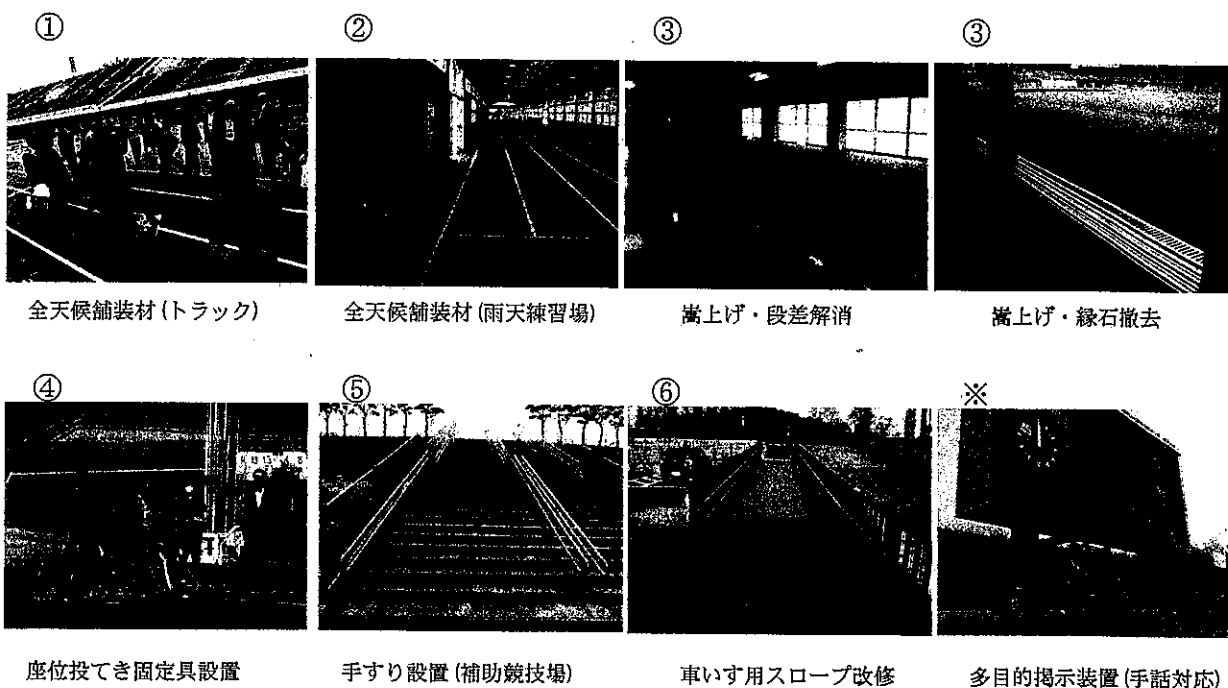 ①
②
③
③
全天候舗装材(トラック)
全天候舗装材(雨天練習場)
嵩上げ・段差解消
嵩上げ・縁石撤去
④
⑤
⑥
※
座位投てき固定具設置
手すり設置(補助競技場)
車いす用スロープ改修
多目的掲示装置(手話対応)